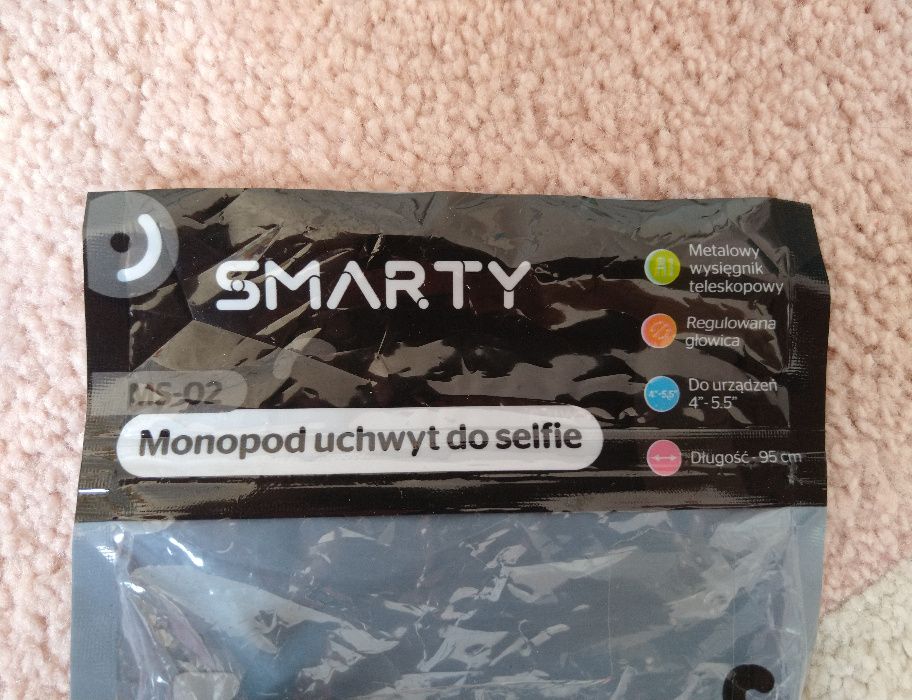 SMARTY
MS-02
Monopod uchwyt do selfie
Metalowy
wysięgnik
teleskopowy
Regulowana
głowica
4"-5,5"
Do urządzeń
4"-5.5"
Długość - 95 cm